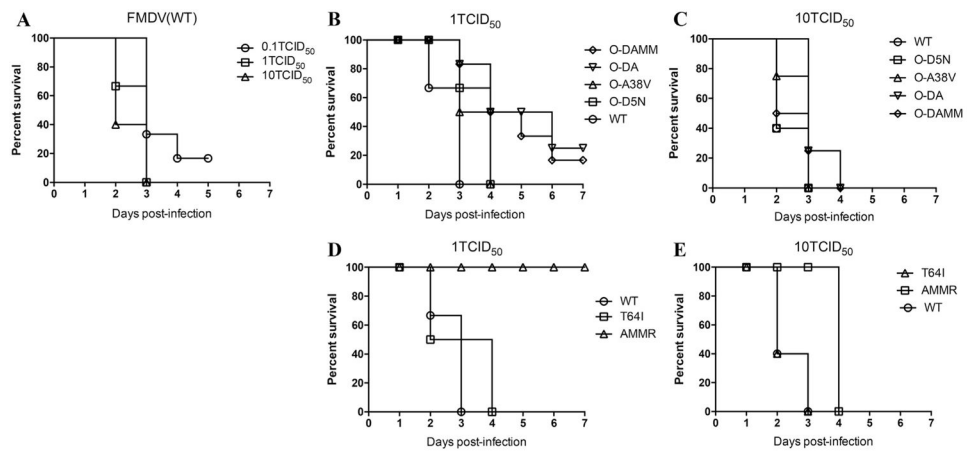 A
FMDV(WT)
Percent survival
100
80
60
40
20
0
0 1 2 3 4 5 6 7
Days post-infection
0.1TCID50
1TCID50
10TCID50
B
1TCID50
Percent survival
100
80
60
40
20
0
0 1 2 3 4 5 6 7
Days post-infection
O-DAMM
O-DA
O-A38V
O-D5N
WT
C
10TCID50
Percent survival
100
80
60
40
20
0
0 1 2 3 4 5 6 7
Days post-infection
WT
O-D5N
O-A38V
O-DA
O-DAMM
D
1TCID50
Percent survival
100
80
60
40
20
0
0 1 2 3 4 5 6 7
Days post-infection
WT
T64I
AMMR
E
10TCID50
Percent survival
100
80
60
40
20
0
0 1 2 3 4 5 6 7
Days post-infection
T64I
AMMR
WT